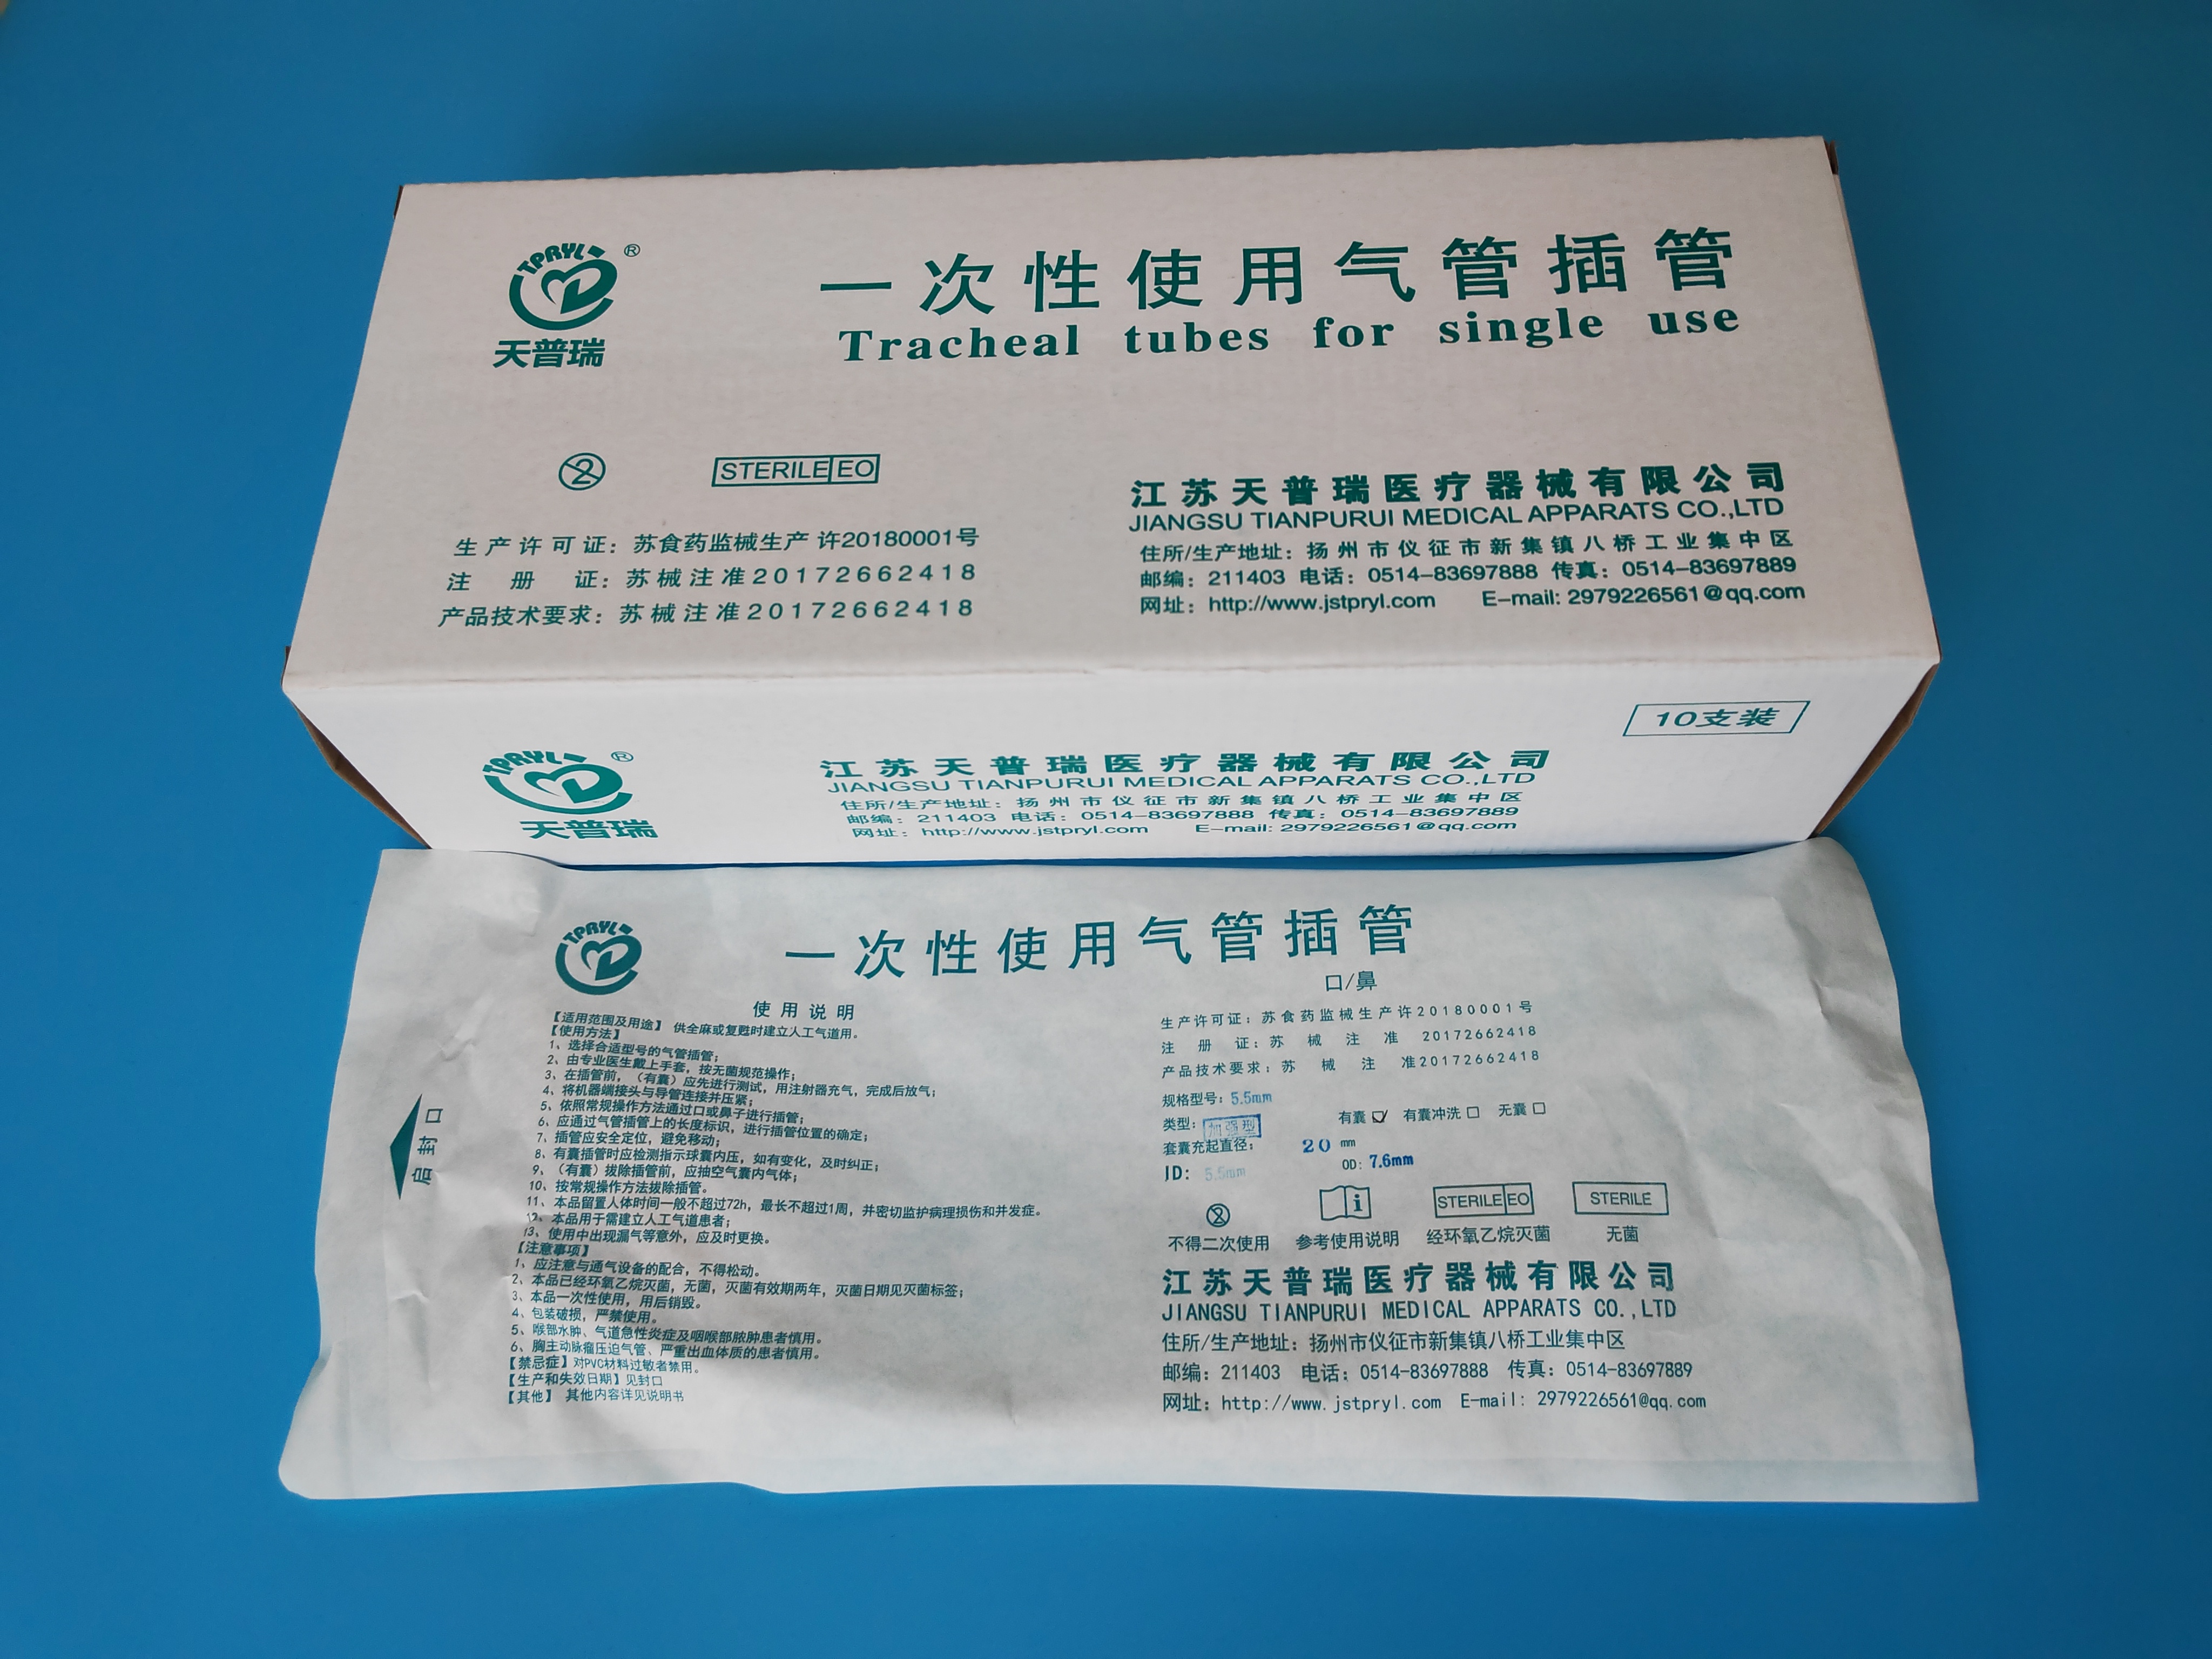 TPRYL ®
天普瑞
一次性使用气管插管
Tracheal tubes for single use
2
STERILE EO
生产许可证：苏食药监械生产 许20180001号
注 册 证：苏械注准20172662418
产品技术要求：苏械注准20172662418
江苏天普瑞医疗器械有限公司
JIANGSU TIANPURUI MEDICAL APPARATS CO.,LTD
住所/生产地址：扬州市仪征市新集镇八桥工业集中区
邮编：211403 电话：0514-83697888 传真：0514-83697889
网址：http://www.jstpryl.com E-mail: 2979226561@qq.com
10支装
TPRYL ®
天普瑞
江苏天普瑞医疗器械有限公司
JIANGSU TIANPURUI MEDICAL APPARATS CO.,LTD
住所/生产地址：扬州市仪征市新集镇八桥工业集中区
邮编：211403 电话：0514-83697888 传真：0514-83697889
网址：http://www.jstpryl.com E-mail: 2979226561@qq.com
TPRYL
一次性使用气管插管
口/鼻
启封口
使用说明
【适用范围及用途】 供全麻或复甦时建立人工气道用。
【使用方法】
1、选择合适型号的气管插管；
2、由专业医生戴上手套，按无菌规范操作；
3、在插管前，（有囊）应先进行测试，用注射器充气，完成后放气；
4、将机器端接头与导管连接并压紧；
5、依照常规操作方法通过口或鼻子进行插管；
6、应通过气管插管上的长度标识，进行插管位置的确定；
7、插管应安全定位，避免移动；
8、有囊插管时应检测指示球囊内压，如有变化，及时纠正；
9、（有囊）拔除插管前，应抽空气囊内气体；
10、按常规操作方法拔除插管。
11、本品留置人体时间一般不超过72h，最长不超过1周，并密切监护病理损伤和并发症。
12、本品用于需建立人工气道患者；
13、使用中出现漏气等意外，应及时更换。
【注意事项】
1、应注意与通气设备的配合，不得松动。
2、本品已经环氧乙烷灭菌，无菌，灭菌有效期两年，灭菌日期见灭菌标签；
3、本品一次性使用，用后销毁。
4、包装破损，严禁使用。
5、喉部水肿、气道急性炎症及咽喉部脓肿患者慎用。
6、胸主动脉瘤压迫气管、严重出血体质的患者慎用。
【禁忌症】对PVC材料过敏者禁用。
【生产和失效日期】见封口
【其他】 其他内容详见说明书
生产许可证：苏食药监械生产许20180001号
注 册 证：苏 械 注 准 20172662418
产品技术要求：苏 械 注 准20172662418
规格型号：5.5mm
类型：加强型 有囊☑ 有囊冲洗□ 无囊□
套囊充起直径： 20 mm
ID: 5.5mm OD: 7.6mm
2 i STERILE EO STERILE
不得二次使用 参考使用说明 经环氧乙烷灭菌 无菌
江苏天普瑞医疗器械有限公司
JIANGSU TIANPURUI MEDICAL APPARATS CO.,LTD
住所/生产地址：扬州市仪征市新集镇八桥工业集中区
邮编：211403 电话：0514-83697888 传真：0514-83697889
网址：http://www.jstpryl.com E-mail: 2979226561@qq.com